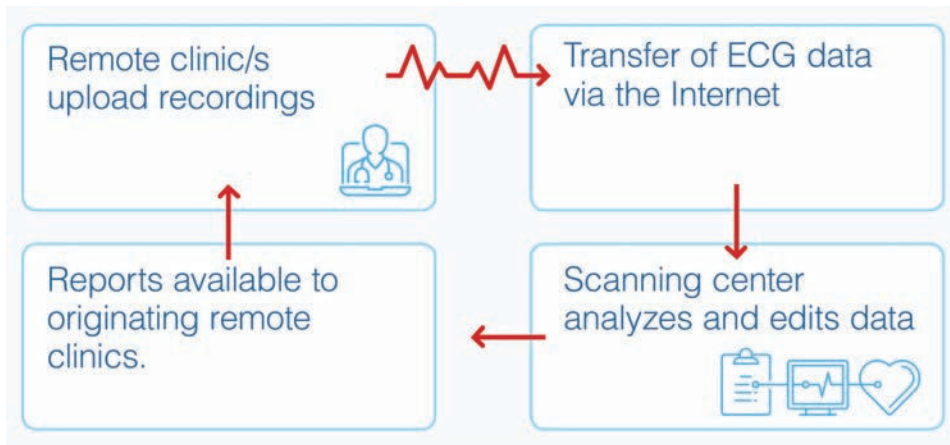 Remote clinic/s
upload recordings
Transfer of ECG data
via the Internet
Reports available to
originating remote
clinics.
Scanning center
analyzes and edits data